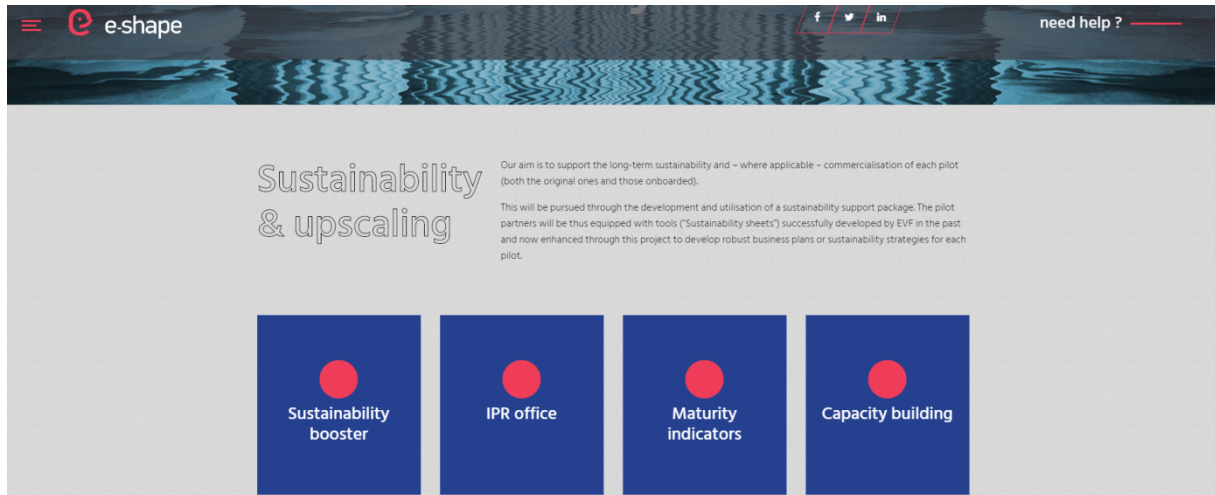 e-shape
f in
need help ?
Sustainability
& upscaling
Our aim is to support the long-term sustainability and – where applicable – commercialisation of each pilot
(both the original ones and those onboarded).
This will be pursued through the development and utilisation of a sustainability support package. The pilot
partners will be thus equipped with tools ("Sustainability sheets") successfully developed by EVF in the past
and now enhanced through this project to develop robust business plans or sustainability strategies for each
pilot.
Sustainability
booster
IPR office
Maturity
indicators
Capacity building